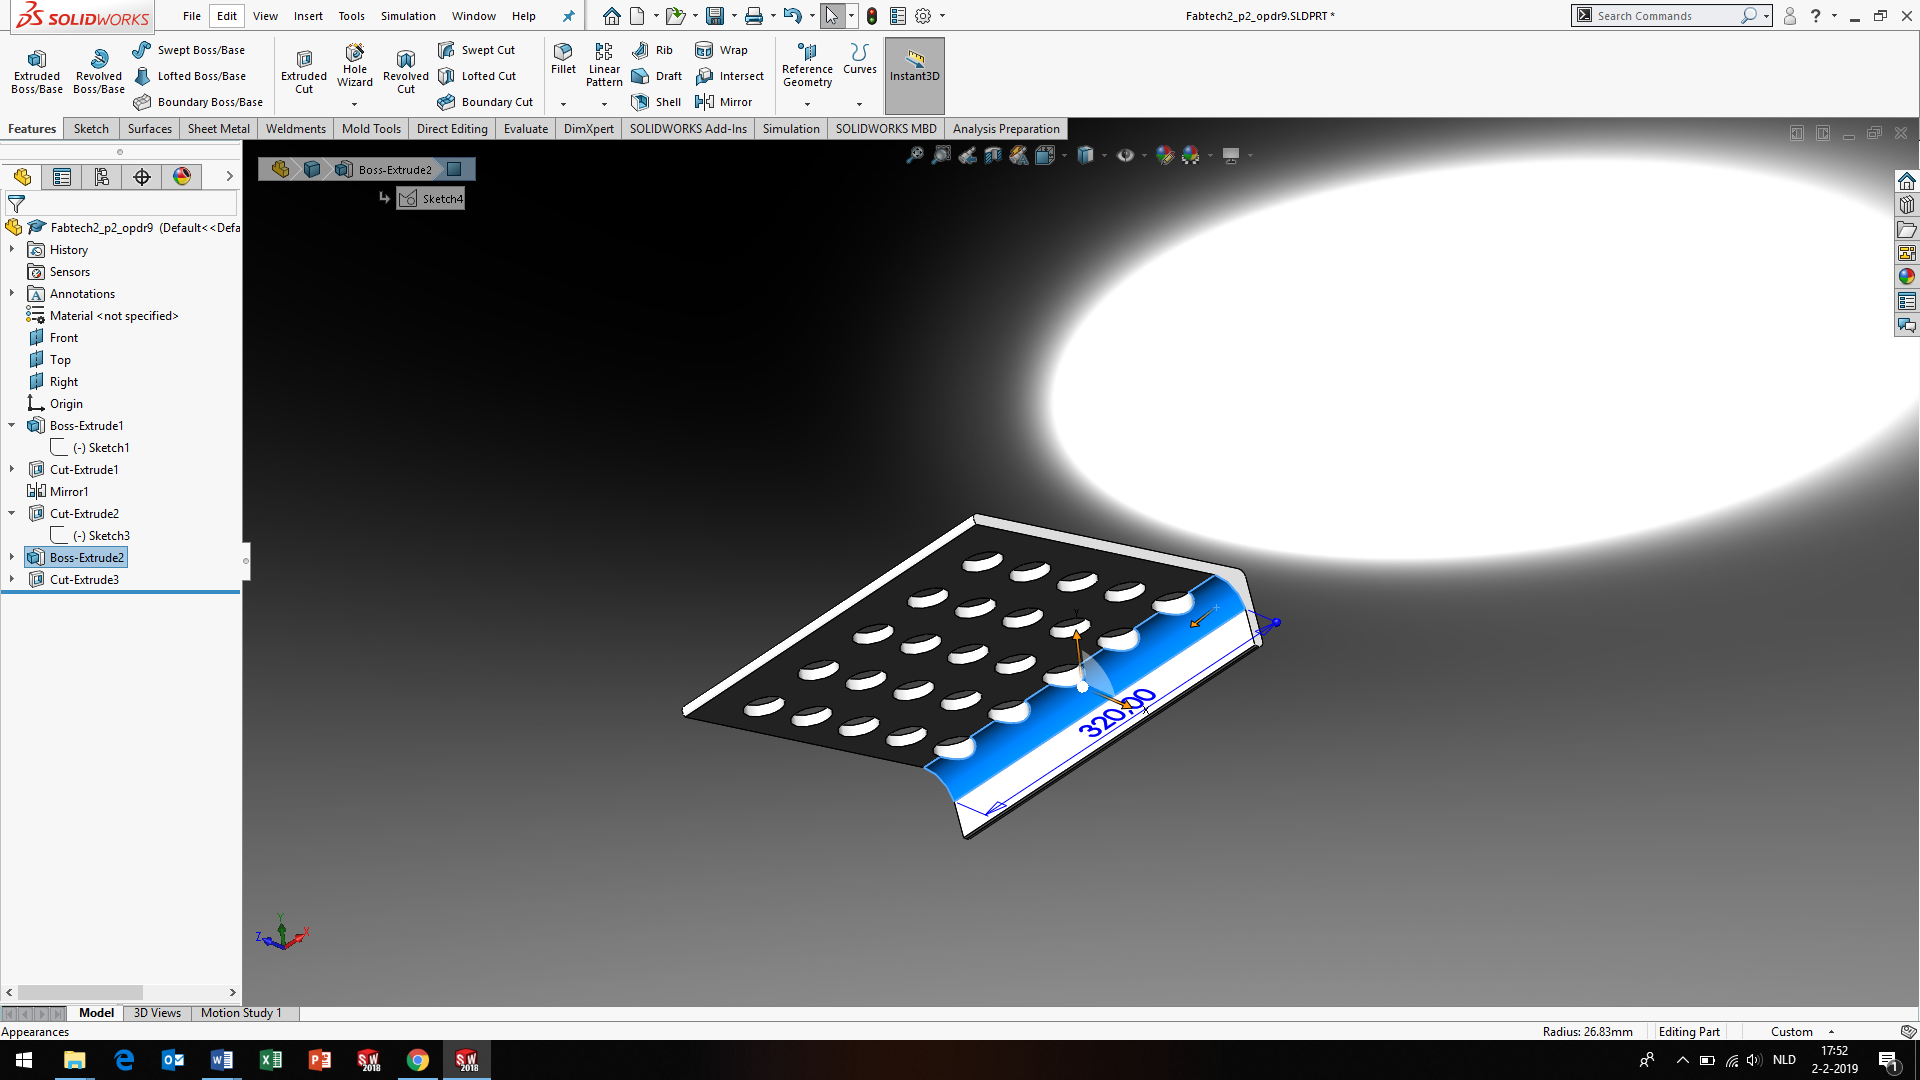 SOLIDWORKS
File Edit View Insert Tools Simulation Window Help
Fabtech2_p2_opdr9.SLDPRT *
Search Commands
Extruded Boss/Base
Revolved Boss/Base
Swept Boss/Base
Lofted Boss/Base
Boundary Boss/Base
Extruded Cut
Hole Wizard
Revolved Cut
Swept Cut
Lofted Cut
Boundary Cut
Fillet
Linear Pattern
Rib
Draft
Shell
Wrap
Intersect
Mirror
Reference Geometry
Curves
Instant3D
Features Sketch Surfaces Sheet Metal Weldments Mold Tools Direct Editing Evaluate DimXpert SOLIDWORKS Add-Ins Simulation SOLIDWORKS MBD Analysis Preparation
Boss-Extrude2
Sketch4
Fabtech2_p2_opdr9 (Default<<Defa
History
Sensors
Annotations
Material <not specified>
Front
Top
Right
Origin
Boss-Extrude1
(-) Sketch1
Cut-Extrude1
Mirror1
Cut-Extrude2
(-) Sketch3
Boss-Extrude2
Cut-Extrude3
Y
X
320,00
Y
Z
X
Model 3D Views Motion Study 1
Appearances
Radius: 26.83mm
Editing Part
Custom
2018
2018
NLD
17:52
2-2-2019
1